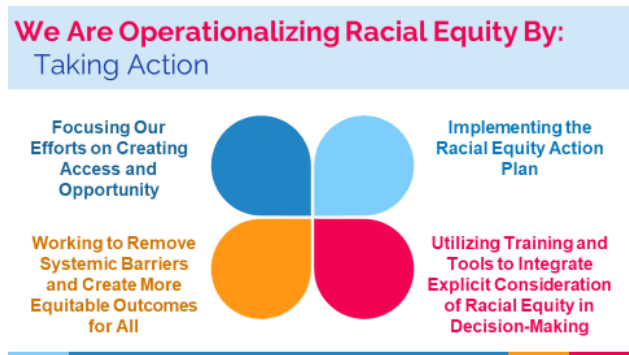 We Are Operationalizing Racial Equity By:
Taking Action
Focusing Our
Efforts on Creating
Access and
Opportunity
Implementing the
Racial Equity Action
Plan
Working to Remove
Systemic Barriers
and Create More
Equitable Outcomes
for All
Utilizing Training and
Tools to Integrate
Explicit Consideration
of Racial Equity in
Decision-Making